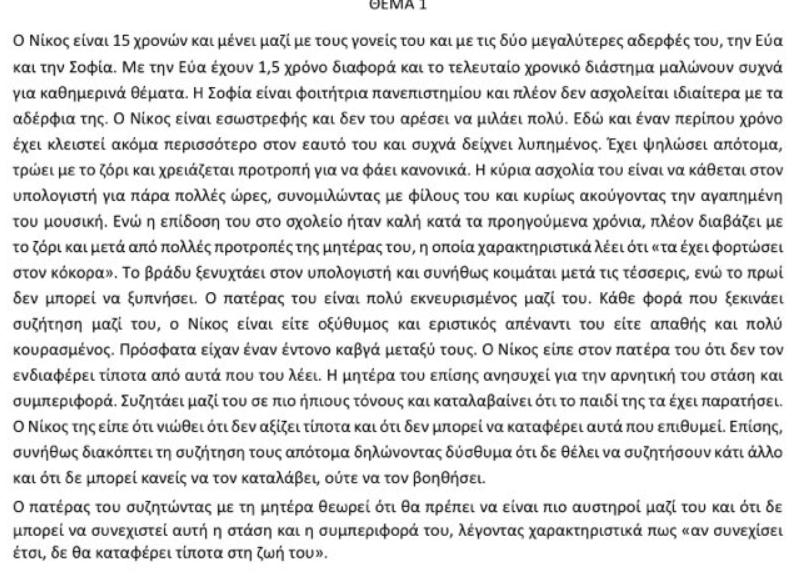 ΘΕΜΑ 1
Ο Νίκος είναι 15 χρονών και μένει μαζί με τους γονείς του και με τις δύο μεγαλύτερες αδερφές του, την Εύα
και την Σοφία. Με την Εύα έχουν 1,5 χρόνο διαφορά και το τελευταίο χρονικό διάστημα μαλώνουν συχνά
για καθημερινά θέματα. Η Σοφία είναι φοιτήτρια πανεπιστημίου και πλέον δεν ασχολείται ιδιαίτερα με τα
αδέρφια της. Ο Νίκος είναι εσωστρεφής και δεν του αρέσει να μιλάει πολύ. Εδώ και έναν περίπου χρόνο
έχει κλειστεί ακόμα περισσότερο στον εαυτό του και συχνά δείχνει λυπημένος. Έχει ψηλώσει απότομα,
τρώει με το ζόρι και χρειάζεται προτροπή για να φάει κανονικά. Η κύρια ασχολία του είναι να κάθεται στον
υπολογιστή για πάρα πολλές ώρες, συνομιλώντας με φίλους του και κυρίως ακούγοντας την αγαπημένη
του μουσική. Ενώ η επίδοση του στο σχολείο ήταν καλή κατά τα προηγούμενα χρόνια, πλέον διαβάζει με
το ζόρι και μετά από πολλές προτροπές της μητέρας του, η οποία χαρακτηριστικά λέει ότι «τα έχει φορτώσει
στον κόκορα». Το βράδυ ξενυχτάει στον υπολογιστή και συνήθως κοιμάται μετά τις τέσσερις, ενώ το πρωί
δεν μπορεί να ξυπνήσει. Ο πατέρας του είναι πολύ εκνευρισμένος μαζί του. Κάθε φορά που ξεκινάει
συζήτηση μαζί του, ο Νίκος είναι είτε οξύθυμος και εριστικός απέναντι του είτε απαθής και πολύ
κουρασμένος. Πρόσφατα είχαν έναν έντονο καβγά μεταξύ τους. Ο Νίκος είπε στον πατέρα του ότι δεν τον
ενδιαφέρει τίποτα από αυτά που του λέει. Η μητέρα του επίσης ανησυχεί για την αρνητική του στάση και
συμπεριφορά. Συζητάει μαζί του σε πιο ήπιους τόνους και καταλαβαίνει ότι το παιδί της τα έχει παρατήσει.
Ο Νίκος της είπε ότι νιώθει ότι δεν αξίζει τίποτα και ότι δεν μπορεί να καταφέρει αυτά που επιθυμεί. Επίσης,
συνήθως διακόπτει τη συζήτηση τους απότομα δηλώνοντας δύσθυμα ότι δε θέλει να συζητήσουν κάτι άλλο
και ότι δε μπορεί κανείς να τον καταλάβει, ούτε να τον βοηθήσει.
Ο πατέρας του συζητώντας με τη μητέρα θεωρεί ότι θα πρέπει να είναι πιο αυστηροί μαζί του και ότι δε
μπορεί να συνεχιστεί αυτή η στάση και η συμπεριφορά του, λέγοντας χαρακτηριστικά πως «αν συνεχίσει
έτσι, δε θα καταφέρει τίποτα στη ζωή του».